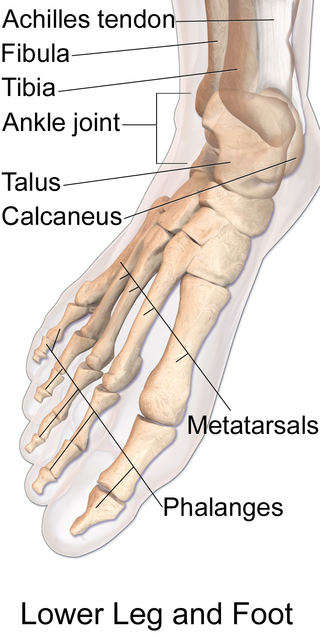 Achilles tendon
Fibula
Tibia
Ankle joint
Talus
Calcaneus
Metatarsals
Phalanges
Lower Leg and Foot